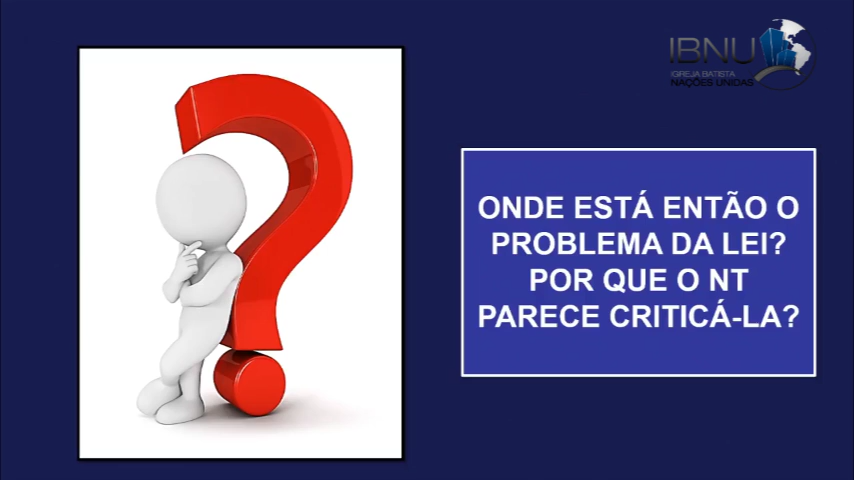 IBNU
IGREJA BATISTA
NAÇÕES UNIDAS
ONDE ESTÁ ENTÃO O
PROBLEMA DA LEI?
POR QUE O NT
PARECE CRITICÁ-LA?